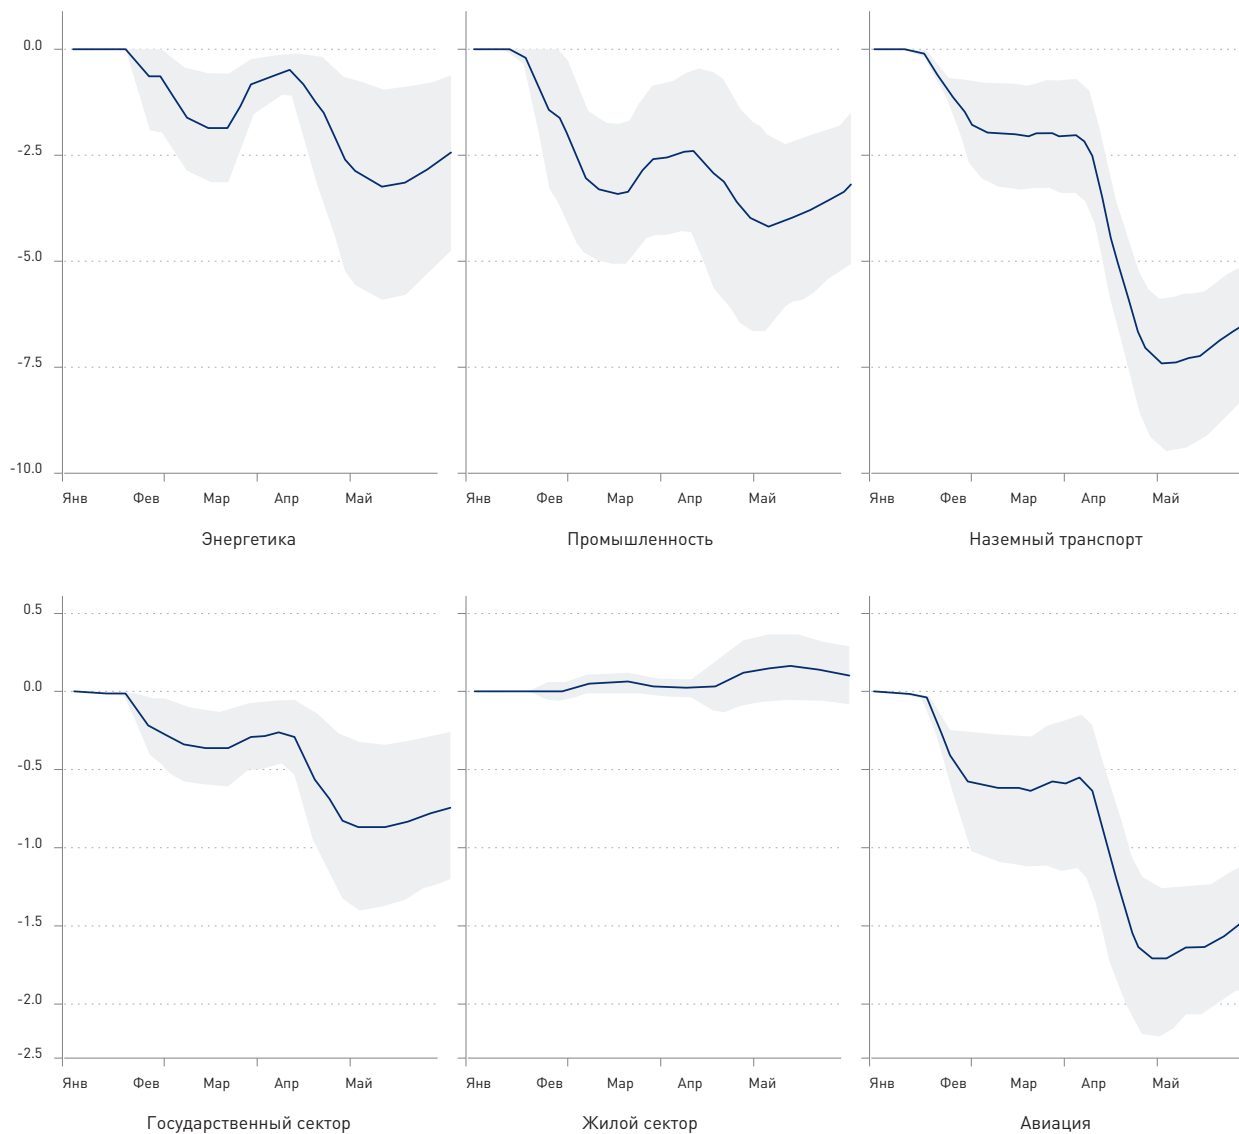 0.0
-2.5
-5.0
-7.5
-10.0
Янв Фев Мар Апр Май
Янв Фев Мар Апр Май
Янв Фев Мар Апр Май
Энергетика
Промышленность
Наземный транспорт
0.5
0.0
-0.5
-1.0
-1.5
-2.0
-2.5
Янв Фев Мар Апр Май
Янв Фев Мар Апр Май
Янв Фев Мар Апр Май
Государственный сектор
Жилой сектор
Авиация